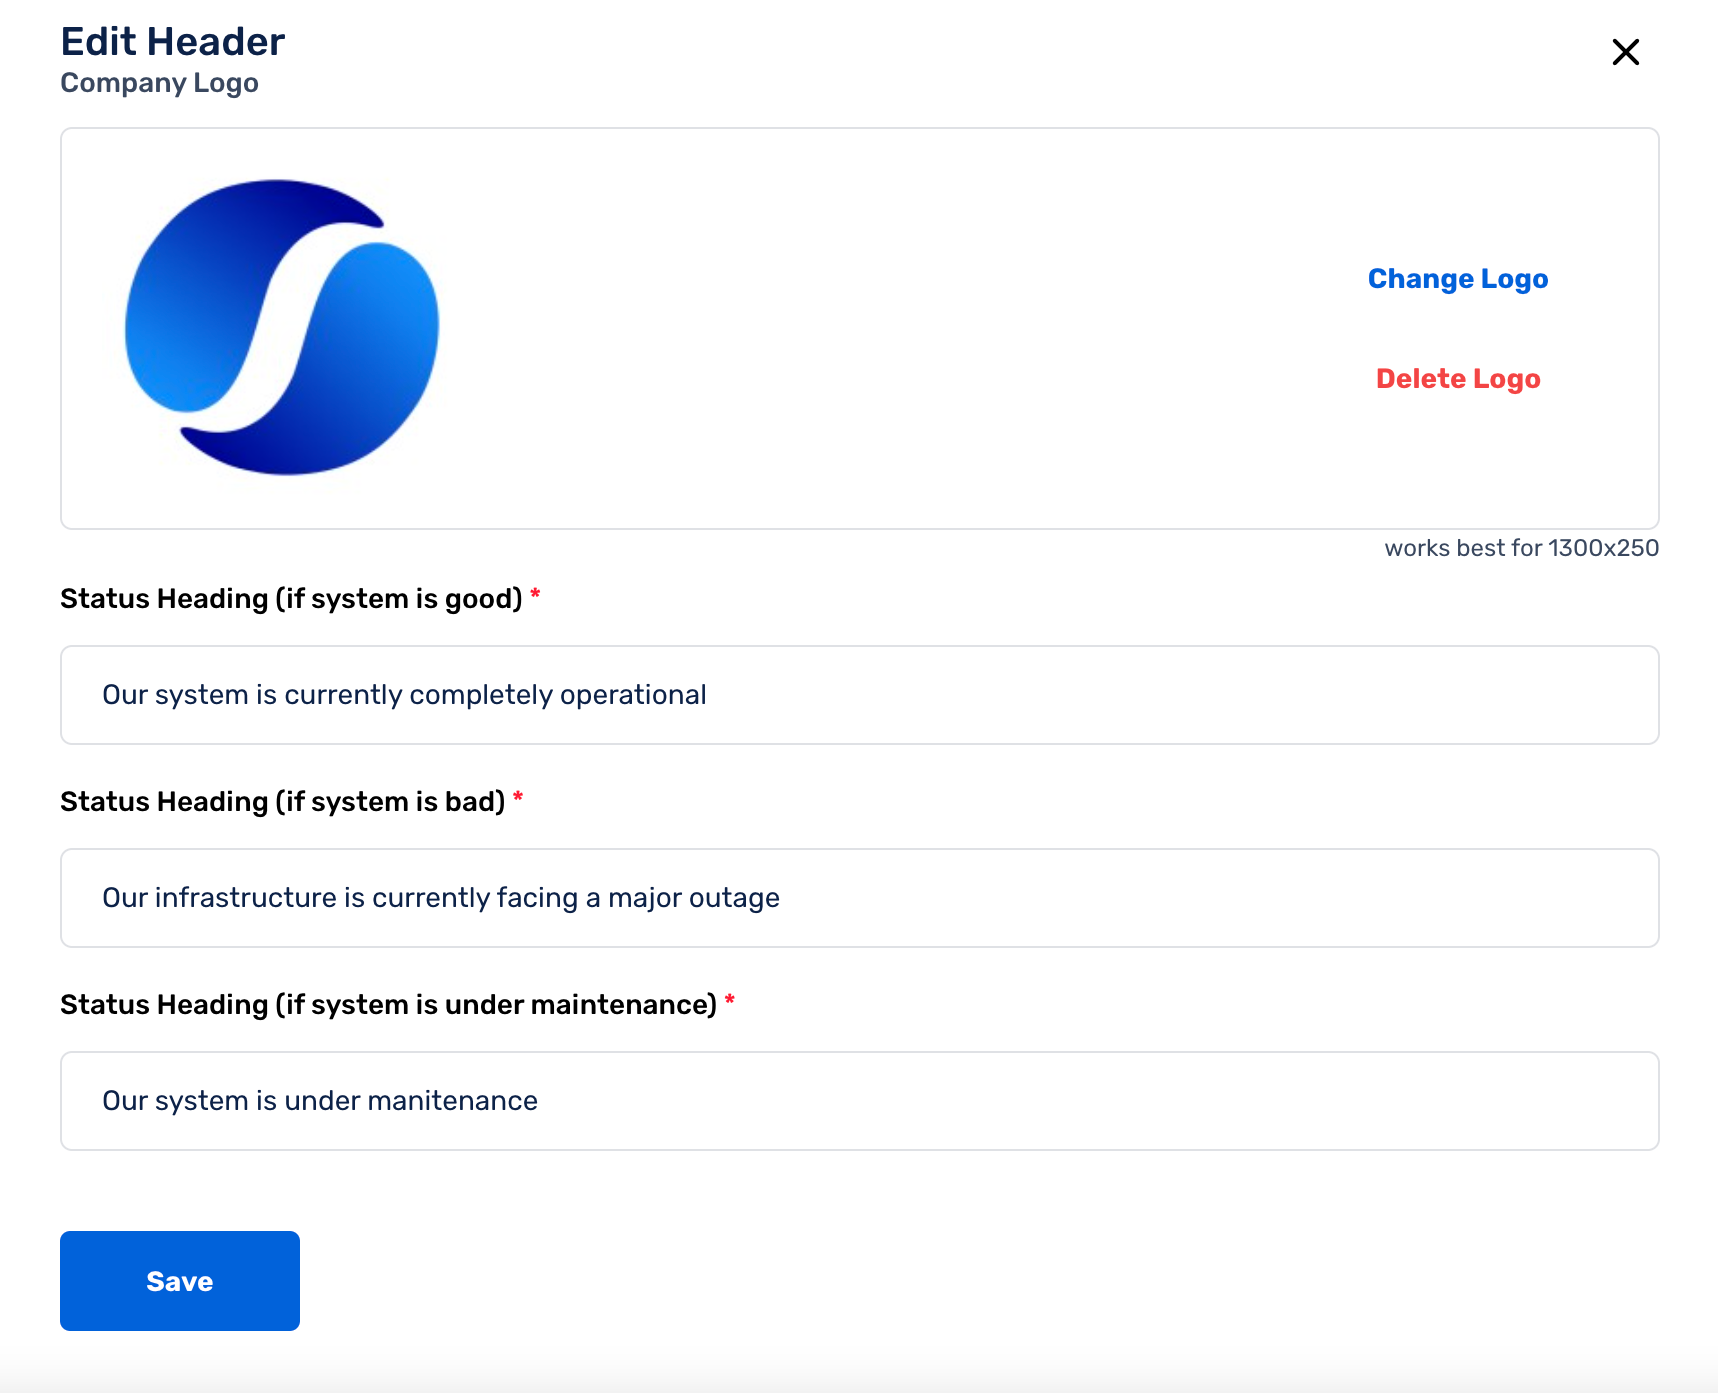 Edit Header
Company Logo
Change Logo
Delete Logo
works best for 1300x250
Status Heading (if system is good) *
Our system is currently completely operational
Status Heading (if system is bad) *
Our infrastructure is currently facing a major outage
Status Heading (if system is under maintenance) *
Our system is under manitenance
Save